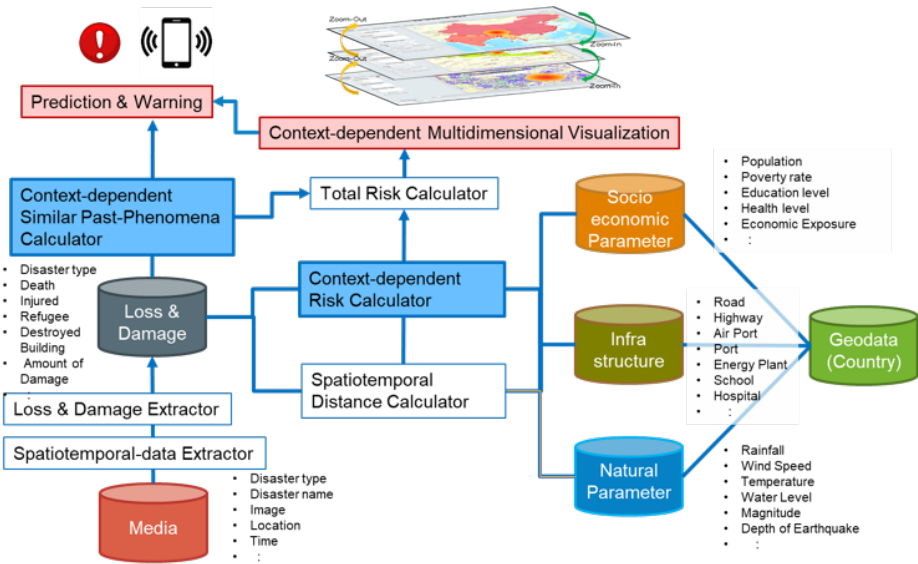 Zoom-Out
Zoom-Out
Zoom-In
Zoom-In
Prediction & Warning
Context-dependent Multidimensional Visualization
Context-dependent
Similar Past-Phenomena
Calculator
Total Risk Calculator
Socio
economic
Parameter
• Population
• Poverty rate
• Education level
• Health level
• Economic Exposure
• :
• Disaster type
• Death
• Injured
• Refugee
• Destroyed
Building
• Amount of
Damage
• :
Loss &
Damage
Context-dependent
Risk Calculator
Infra
structure
• Road
• Highway
• Air Port
• Port
• Energy Plant
• School
• Hospital
• :
Geodata
(Country)
Spatiotemporal
Distance Calculator
Loss & Damage Extractor
Spatiotemporal-data Extractor
Media
• Disaster type
• Disaster name
• Image
• Location
• Time
• :
Natural
Parameter
• Rainfall
• Wind Speed
• Temperature
• Water Level
• Magnitude
• Depth of Earthquake
• :